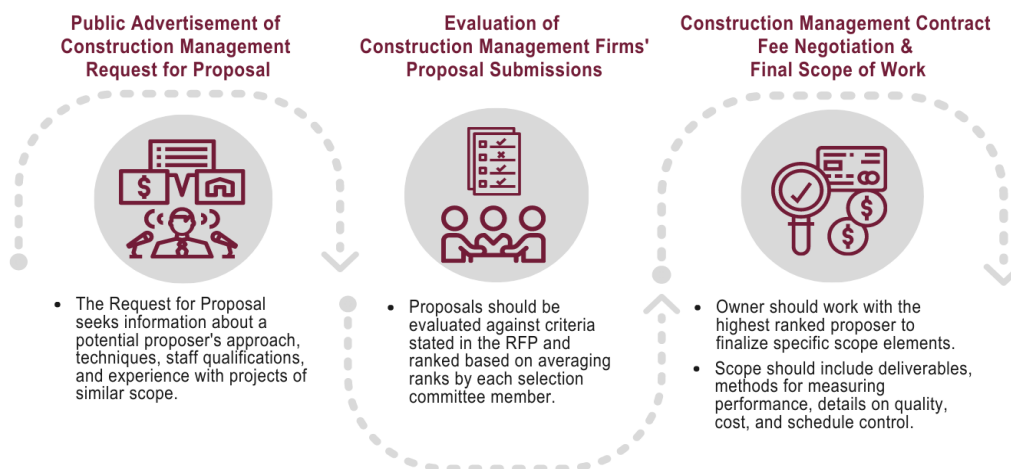 Public Advertisement of
Construction Management
Request for Proposal
• The Request for Proposal
seeks information about a
potential proposer's approach,
techniques, staff qualifications,
and experience with projects of
similar scope.
Evaluation of
Construction Management Firms'
Proposal Submissions
• Proposals should be
evaluated against criteria
stated in the RFP and
ranked based on averaging
ranks by each selection
committee member.
Construction Management Contract
Fee Negotiation &
Final Scope of Work
• Owner should work with the
highest ranked proposer to
finalize specific scope elements.
• Scope should include deliverables,
methods for measuring
performance, details on quality,
cost, and schedule control.
$
$
$